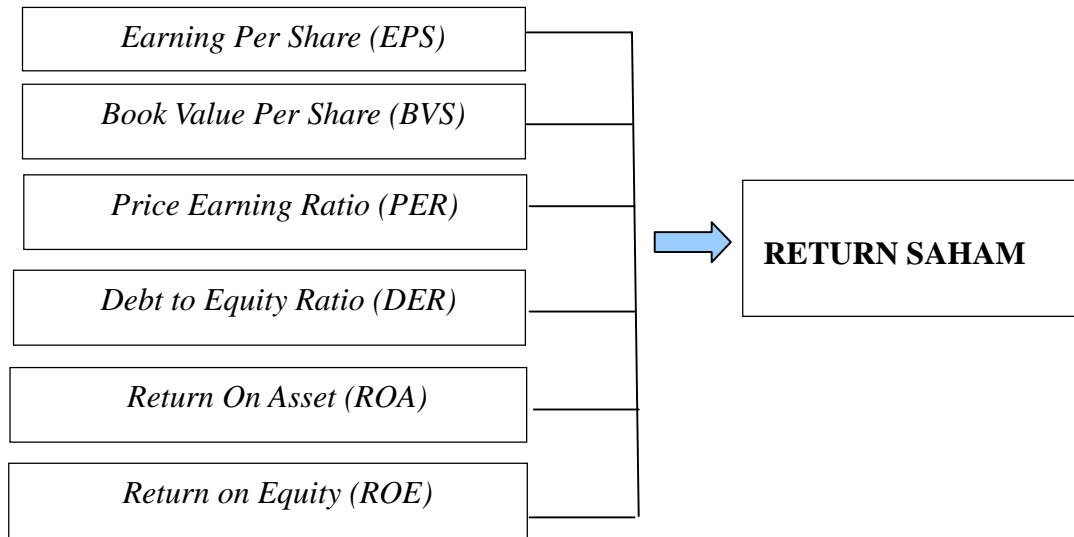 Earning Per Share (EPS)
Book Value Per Share (BVS)
Price Earning Ratio (PER)
Debt to Equity Ratio (DER)
Return On Asset (ROA)
Return on Equity (ROE)
RETURN SAHAM